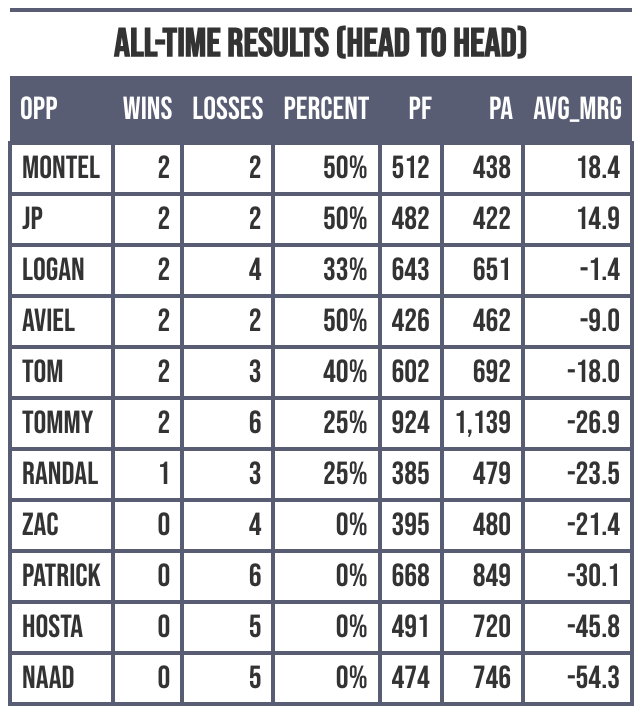 ALL-TIME RESULTS (HEAD TO HEAD)
OPP WINS LOSSES PERCENT PF PA AVG_MRG
MONTEL 2 2 50% 512 438 18.4
JP 2 2 50% 482 422 14.9
LOGAN 2 4 33% 643 651 -1.4
AVIEL 2 2 50% 426 462 -9.0
TOM 2 3 40% 602 692 -18.0
TOMMY 2 6 25% 924 1,139 -26.9
RANDAL 1 3 25% 385 479 -23.5
ZAC 0 4 0% 395 480 -21.4
PATRICK 0 6 0% 668 849 -30.1
HOSTA 0 5 0% 491 720 -45.8
NAAD 0 5 0% 474 746 -54.3